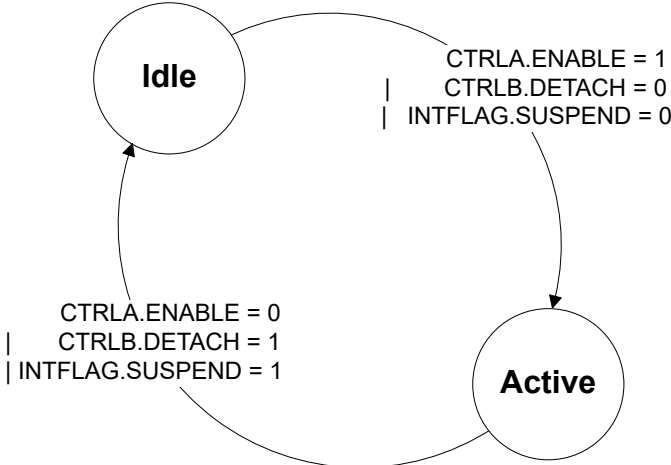 Idle
CTRLA.ENABLE = 1
| CTRLB.DETACH = 0
| INTFLAG.SUSPEND = 0
CTRLA.ENABLE = 0
| CTRLB.DETACH = 1
| INTFLAG.SUSPEND = 1
Active